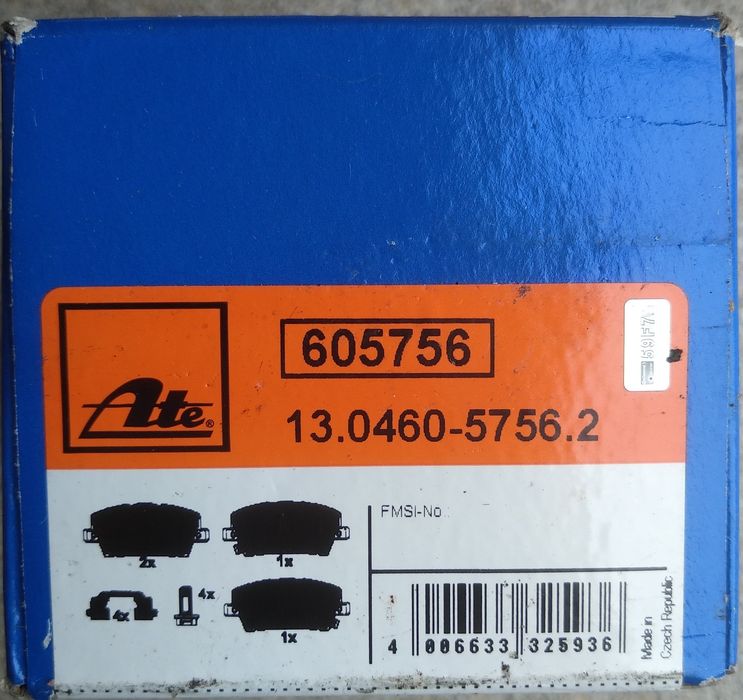 605756
Ate®
13.0460-5756.2
FMSI-No.:
2x
1x
4x
4x
1x
4 006633 325936
Made in
Czech Republic